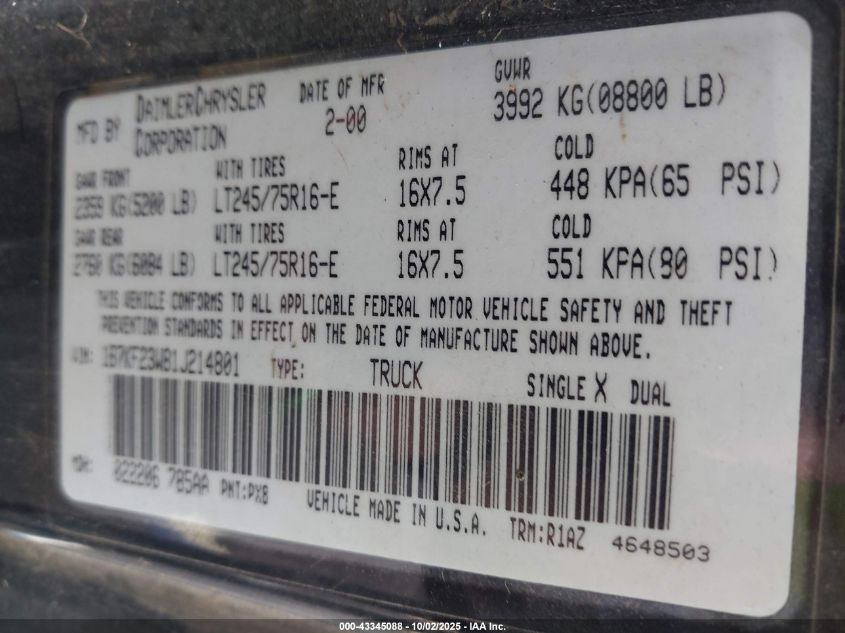 MFD BY DAIMLERCHRYSLER CORPORATION DATE OF MFR 2-00 GVWR 3992 KG(08800 LB)
GAWR FRONT WITH TIRES RIMS AT COLD
2359 KG(5200 LB) LT245/75R16-E 16X7.5 448 KPA(65 PSI)
GAWR REAR WITH TIRES RIMS AT COLD
2760 KG(6084 LB) LT245/75R16-E 16X7.5 551 KPA(80 PSI)
THIS VEHICLE CONFORMS TO ALL APPLICABLE FEDERAL MOTOR VEHICLE SAFETY AND THEFT
PREVENTION STANDARDS IN EFFECT ON THE DATE OF MANUFACTURE SHOWN ABOVE.
VIN: 1B7KF23W81J214801 TYPE: TRUCK SINGLE X DUAL
MDH: 022206 785AA PNT:PX8 VEHICLE MADE IN U.S.A. TRM:R1AZ 4648503
000-43345088 - 10/02/2025 - IAA Inc.